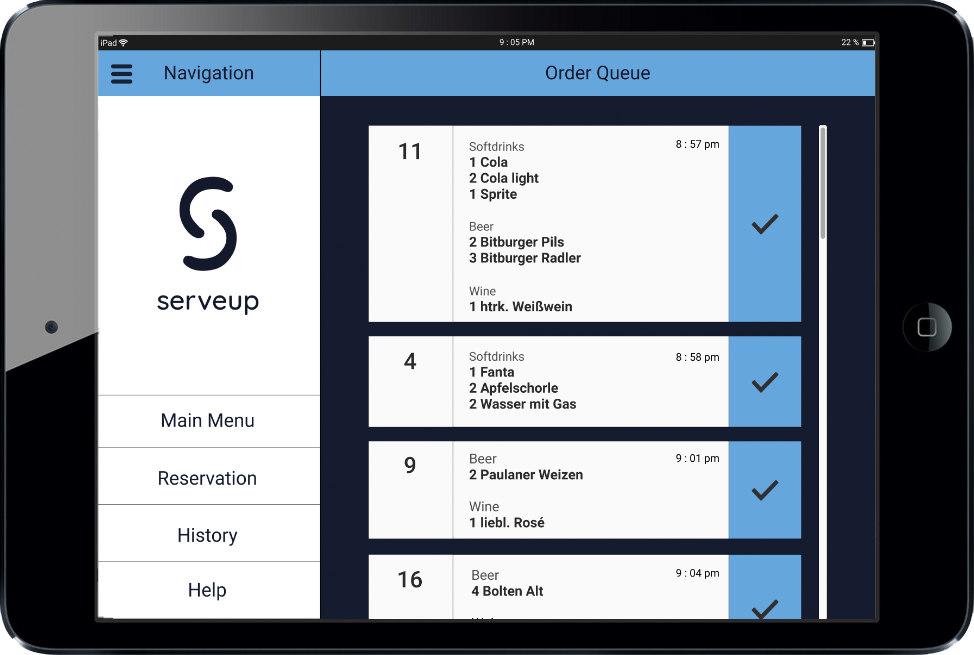 iPad
9 : 05 PM
22 %
Navigation
Order Queue
serveup
Main Menu
Reservation
History
Help
11
Softdrinks
8 : 57 pm
1 Cola
2 Cola light
1 Sprite
Beer
2 Bitburger Pils
3 Bitburger Radler
Wine
1 htrk. Weißwein
4
Softdrinks
8 : 58 pm
1 Fanta
2 Apfelschorle
2 Wasser mit Gas
9
Beer
9 : 01 pm
2 Paulaner Weizen
Wine
1 liebl. Rosé
16
Beer
9 : 04 pm
4 Bolten Alt